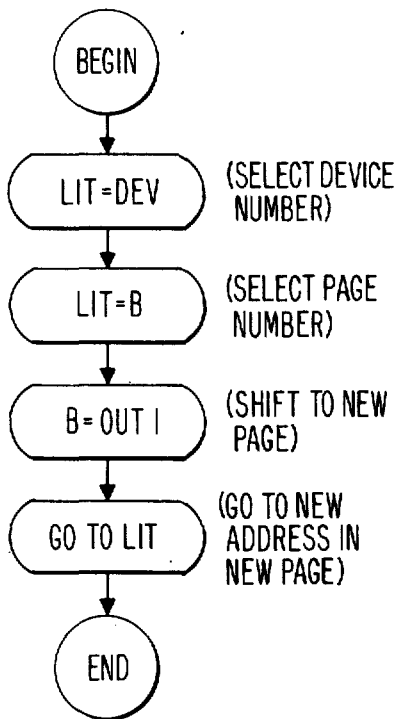 BEGIN
LIT=DEV
(SELECT DEVICE
NUMBER)
LIT=B
(SELECT PAGE
NUMBER)
B=OUT 1
(SHIFT TO NEW
PAGE)
GO TO LIT
(GO TO NEW
ADDRESS IN
NEW PAGE)
END